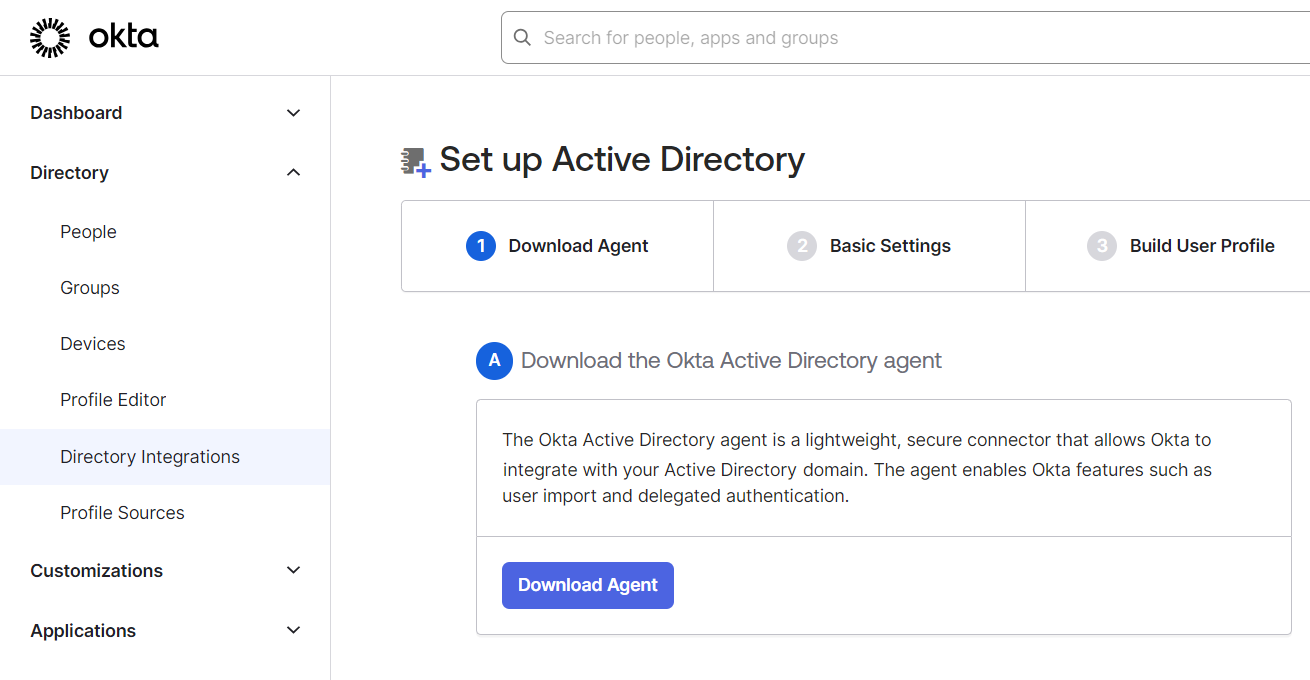 okta
Search for people, apps and groups
Dashboard
Directory
People
Groups
Devices
Profile Editor
Directory Integrations
Profile Sources
Customizations
Applications
Set up Active Directory
1 Download Agent
2 Basic Settings
3 Build User Profile
A Download the Okta Active Directory agent
The Okta Active Directory agent is a lightweight, secure connector that allows Okta to
integrate with your Active Directory domain. The agent enables Okta features such as
user import and delegated authentication.
Download Agent